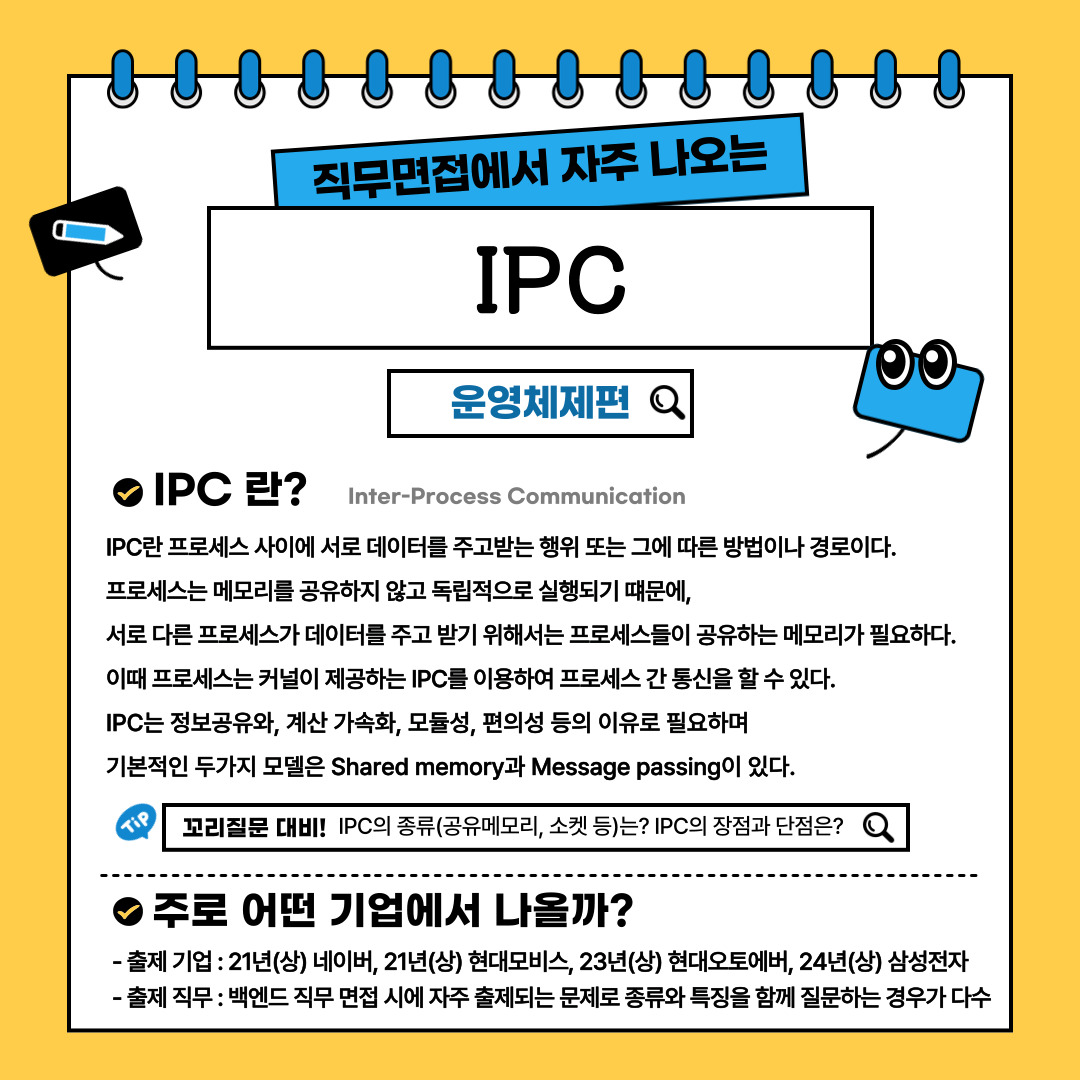 직무면접에서 자주 나오는
IPC
운영체제편
IPC 란? Inter-Process Communication
IPC란 프로세스 사이에 서로 데이터를 주고받는 행위 또는 그에 따른 방법이나 경로이다.
프로세스는 메모리를 공유하지 않고 독립적으로 실행되기 떄문에,
서로 다른 프로세스가 데이터를 주고 받기 위해서는 프로세스들이 공유하는 메모리가 필요하다.
이때 프로세스는 커널이 제공하는 IPC를 이용하여 프로세스 간 통신을 할 수 있다.
IPC는 정보공유와, 계산 가속화, 모듈성, 편의성 등의 이유로 필요하며
기본적인 두가지 모델은 Shared memory과 Message passing이 있다.
TiP 꼬리질문 대비! IPC의 종류(공유메모리, 소켓 등)는? IPC의 장점과 단점은?
주로 어떤 기업에서 나올까?
- 출제 기업 : 21년(상) 네이버, 21년(상) 현대모비스, 23년(상) 현대오토에버, 24년(상) 삼성전자
- 출제 직무 : 백엔드 직무 면접 시에 자주 출제되는 문제로 종류와 특징을 함께 질문하는 경우가 다수